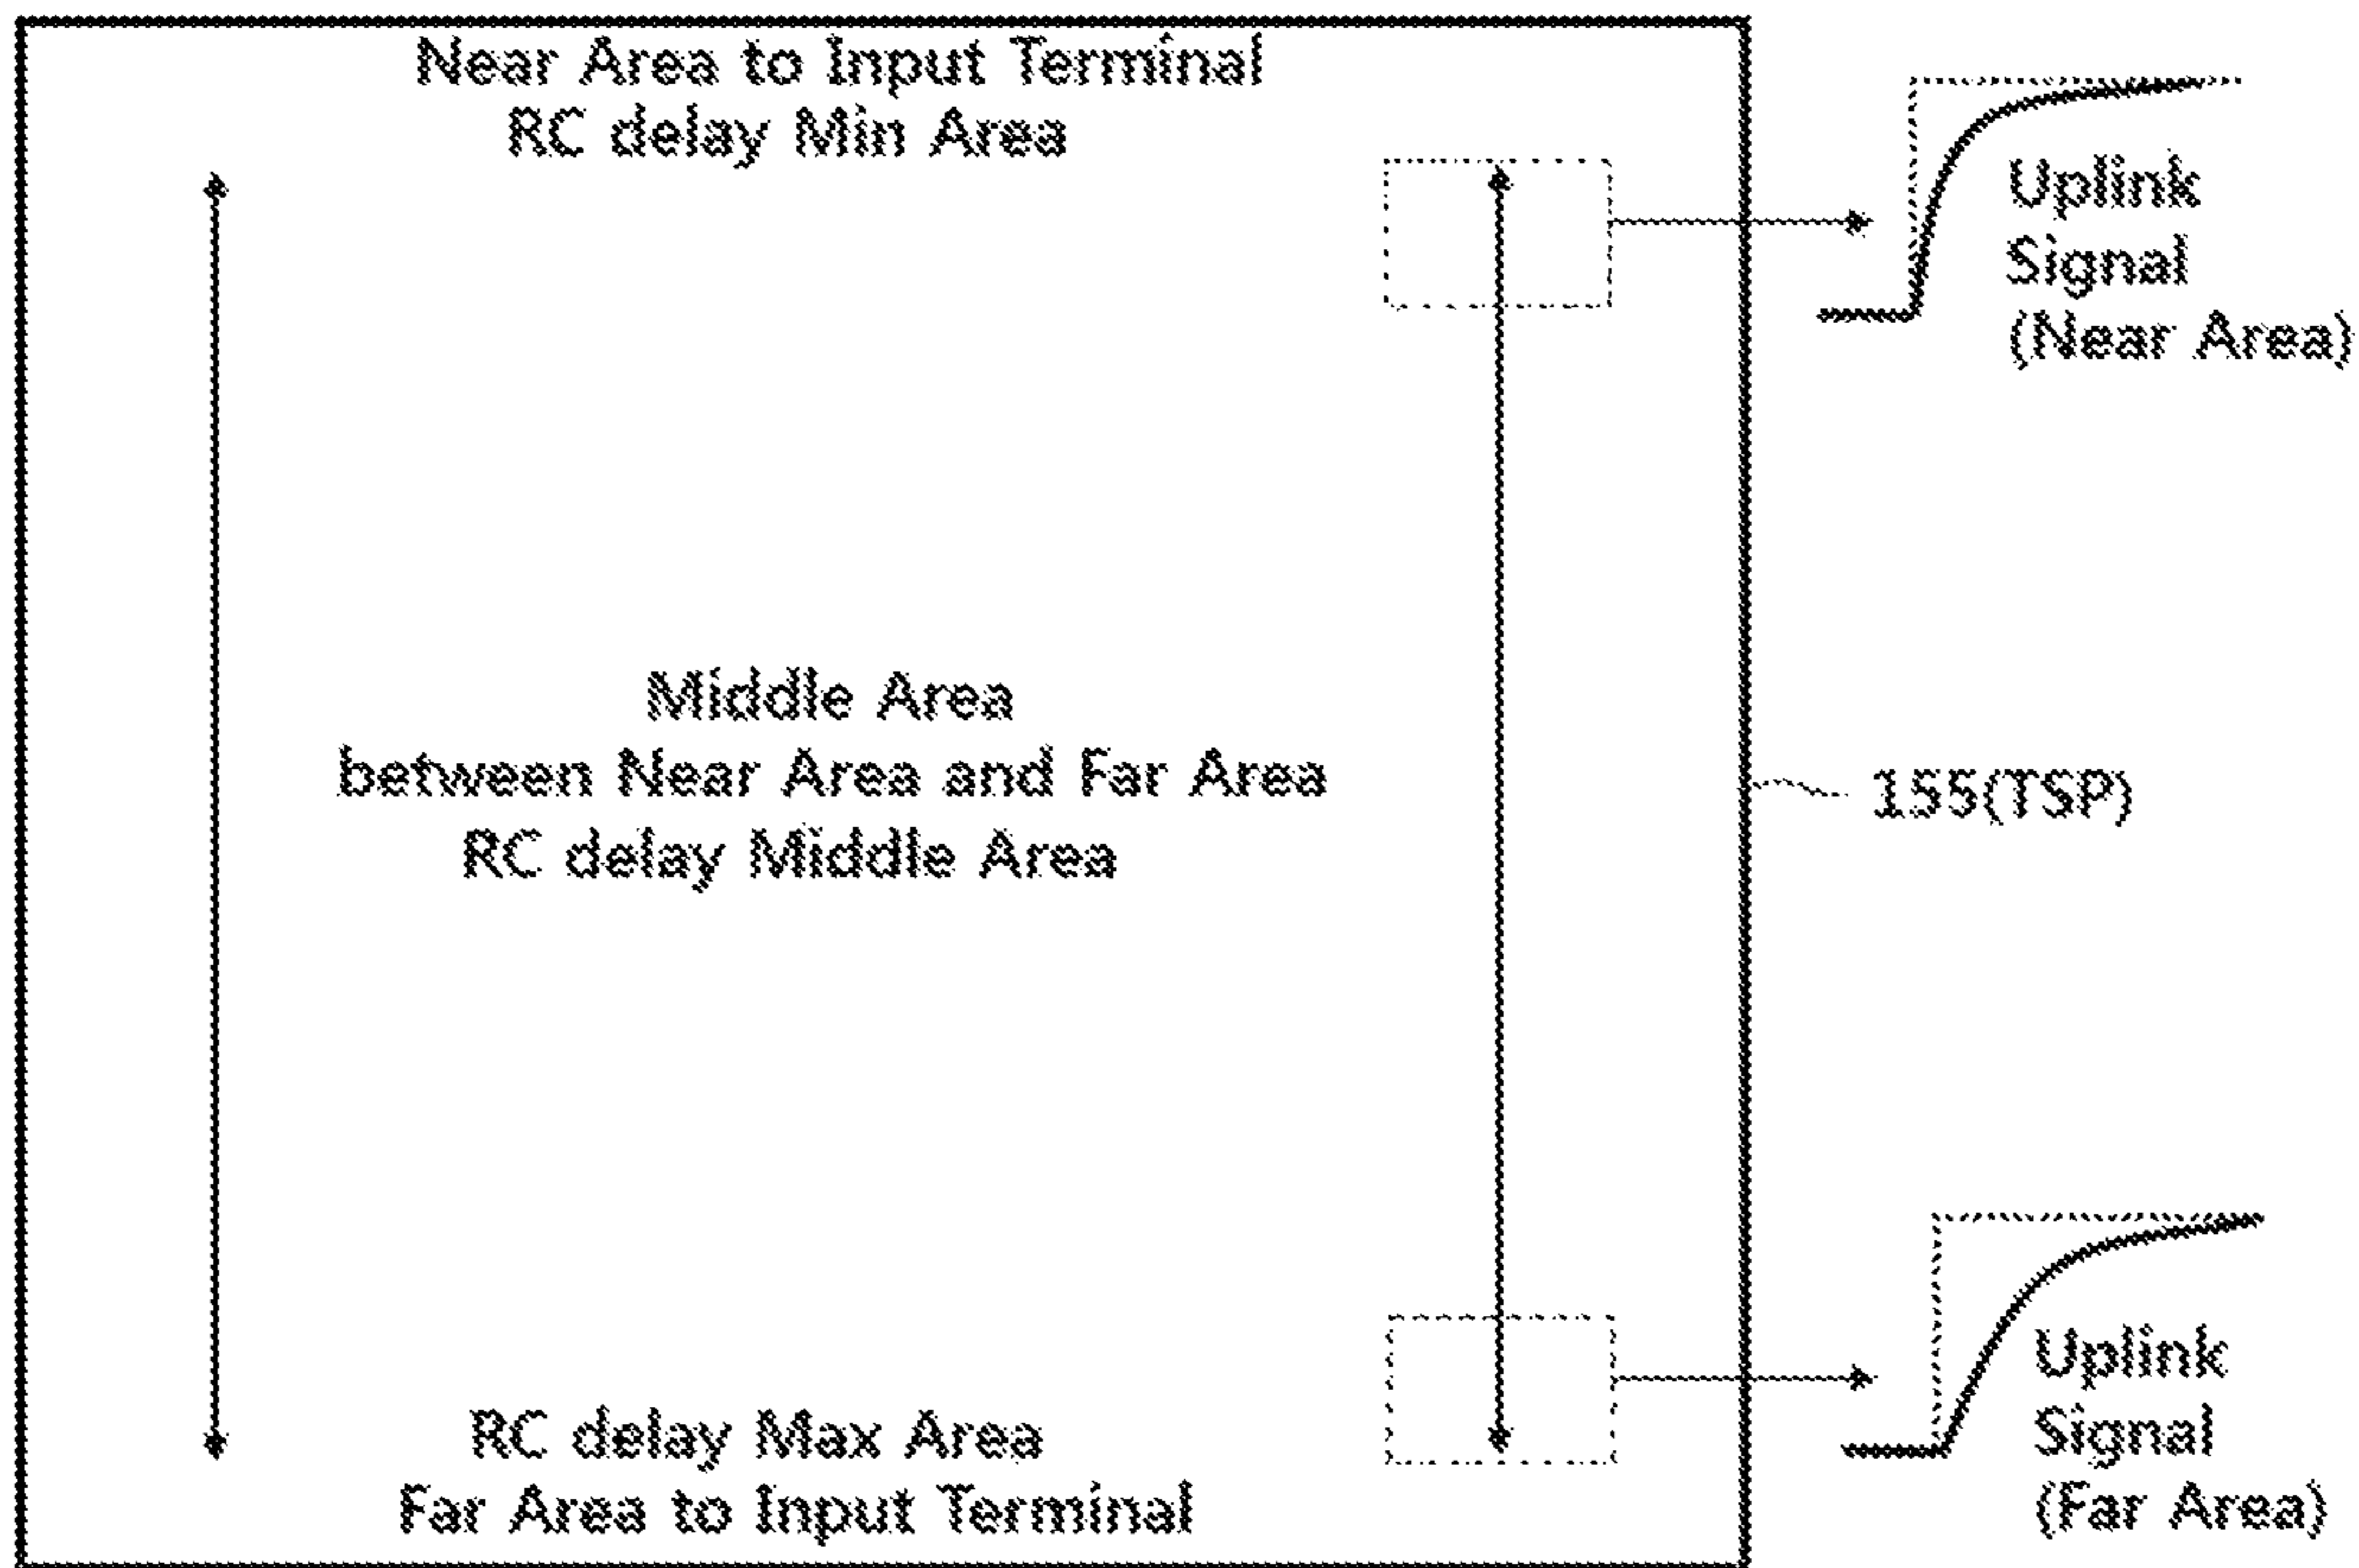 Near Area to Input Terminal
RC delay Min Area
Uplink
Signal
(Near Area)
Middle Area
between Near Area and Far Area
RC delay Middle Area
155(TSP)
RC delay Max Area
Far Area to Input Terminal
Uplink
Signal
(Far Area)